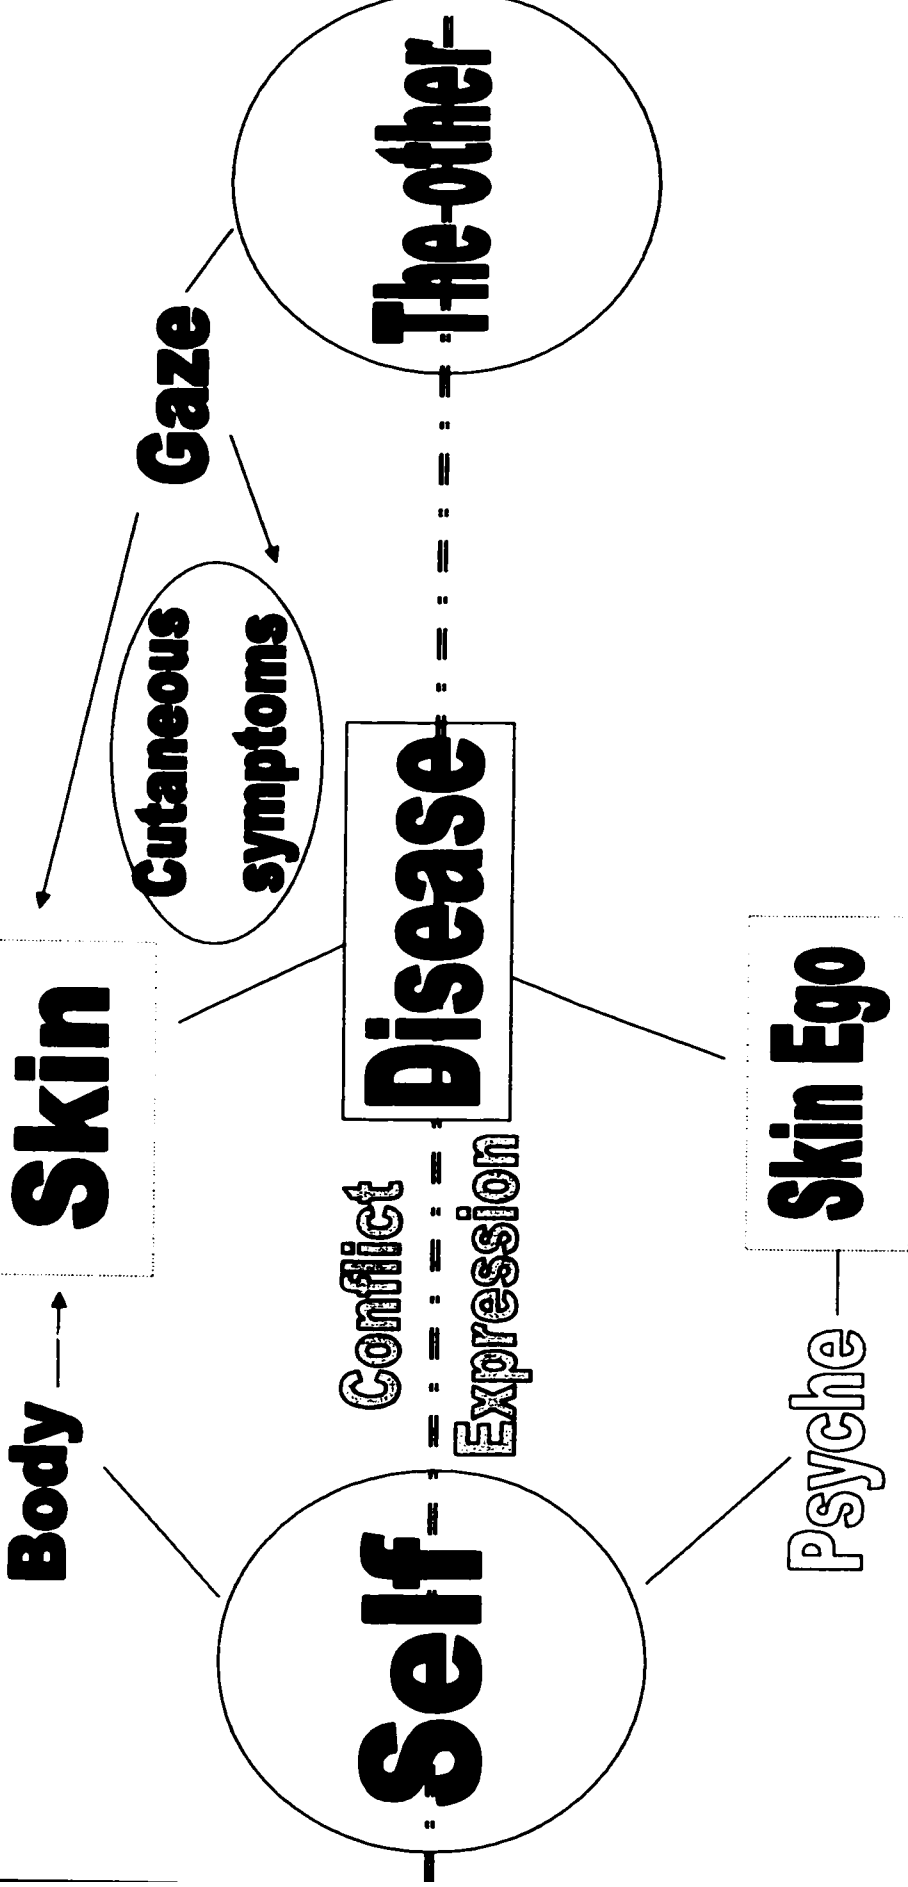 Body
Skin
Gaze
Cutaneous
symptoms
Self
Conflict
Expression
Disease
The other
Psyche
Skin Ego